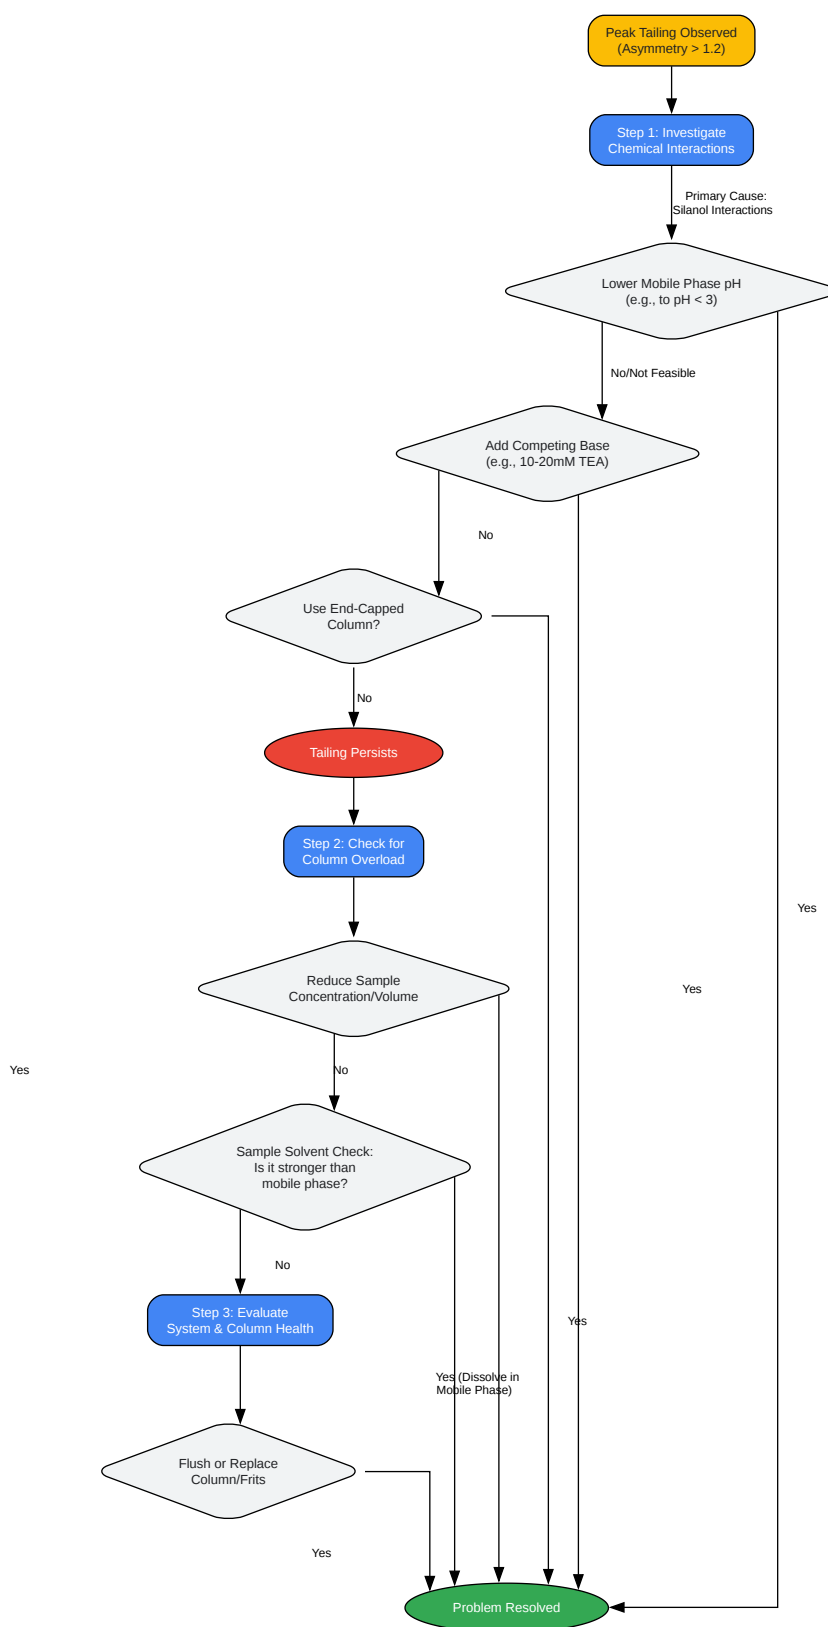 Peak Tailing Observed
(Asymmetry > 1.2)
Step 1: Investigate
Chemical Interactions
Primary Cause:
Silanol Interactions
Lower Mobile Phase pH
(e.g., to pH < 3)
No/Not Feasible
Add Competing Base
(e.g., 10-20mM TEA)
No
Use End-Capped
Column?
No
Tailing Persists
Step 2: Check for
Column Overload
Yes
Reduce Sample
Concentration/Volume
Yes
Yes
No
Sample Solvent Check:
Is it stronger than
mobile phase?
No
Step 3: Evaluate
System & Column Health
Yes
Yes (Dissolve in
Mobile Phase)
Flush or Replace
Column/Frits
Yes
Problem Resolved